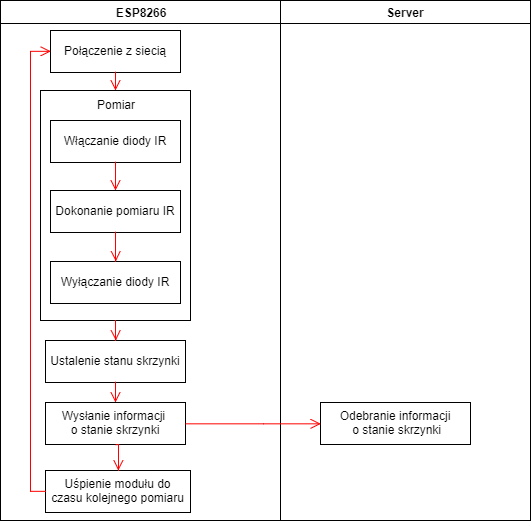 ESP8266
Server
Połączenie z siecią
Pomiar
Włączanie diody IR
Dokonanie pomiaru IR
Wyłączanie diody IR
Ustalenie stanu skrzynki
Wysłanie informacji
o stanie skrzynki
Odebranie informacji
o stanie skrzynki
Uśpienie modułu do
czasu kolejnego pomiaru